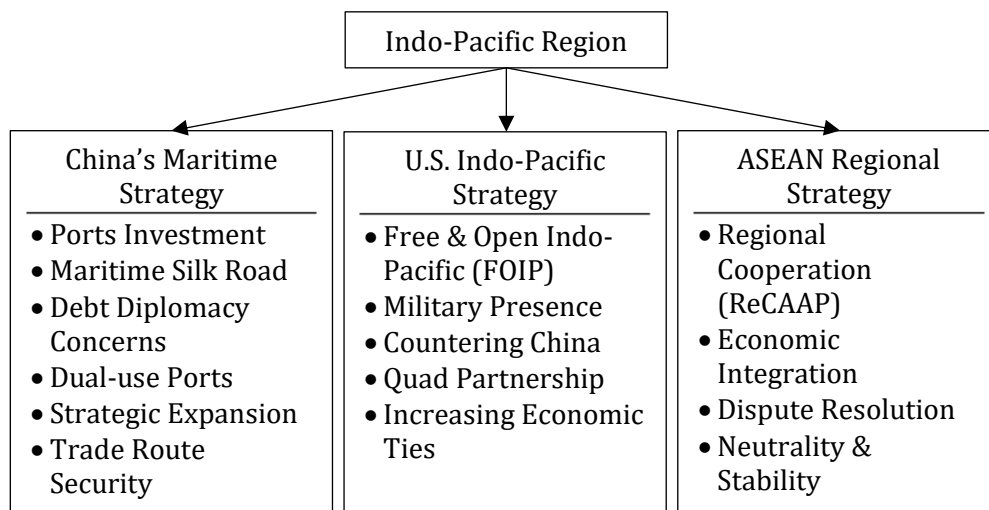 Indo-Pacific Region
China’s Maritime
Strategy
• Ports Investment
• Maritime Silk Road
• Debt Diplomacy
Concerns
• Dual-use Ports
• Strategic Expansion
• Trade Route
Security
U.S. Indo-Pacific
Strategy
• Free & Open Indo-
Pacific (FOIP)
• Military Presence
• Countering China
• Quad Partnership
• Increasing Economic
Ties
ASEAN Regional
Strategy
• Regional
Cooperation
(ReCAAP)
• Economic
Integration
• Dispute Resolution
• Neutrality &
Stability